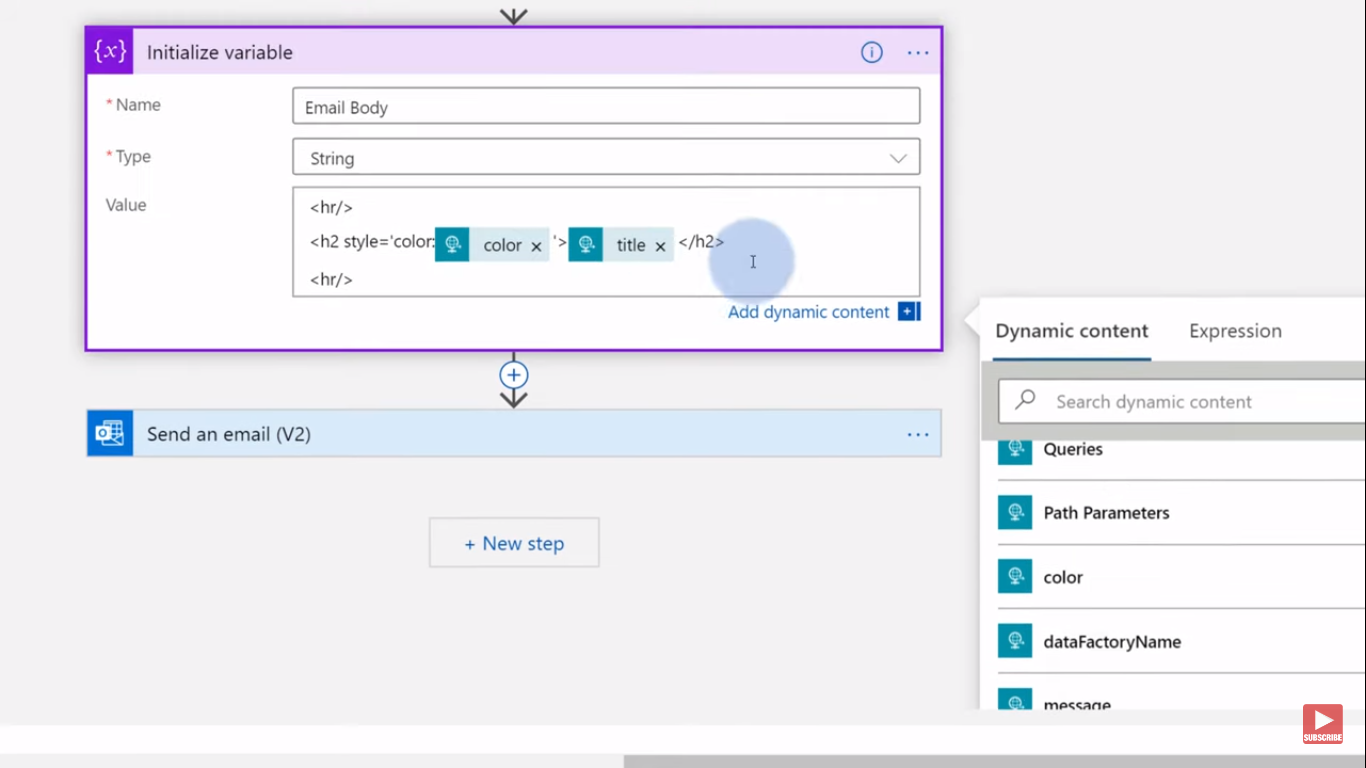 {x} Initialize variable
* Name
Email Body
* Type
String
Value
<hr/>
<h2 style='color: color × '> title × </h2>
<hr/>
Add dynamic content +
Send an email (V2)
+ New step
Dynamic content
Expression
Search dynamic content
Queries
Path Parameters
color
dataFactoryName
message
SUBSCRIBE